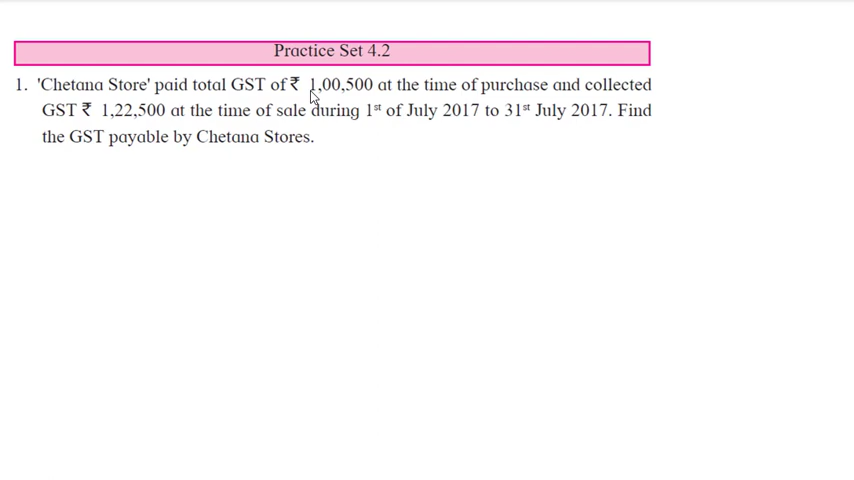 Practice Set 4.2
1. 'Chetana Store' paid total GST of ₹ 1,00,500 at the time of purchase and collected
GST ₹ 1,22,500 at the time of sale during 1st of July 2017 to 31st July 2017. Find
the GST payable by Chetana Stores.